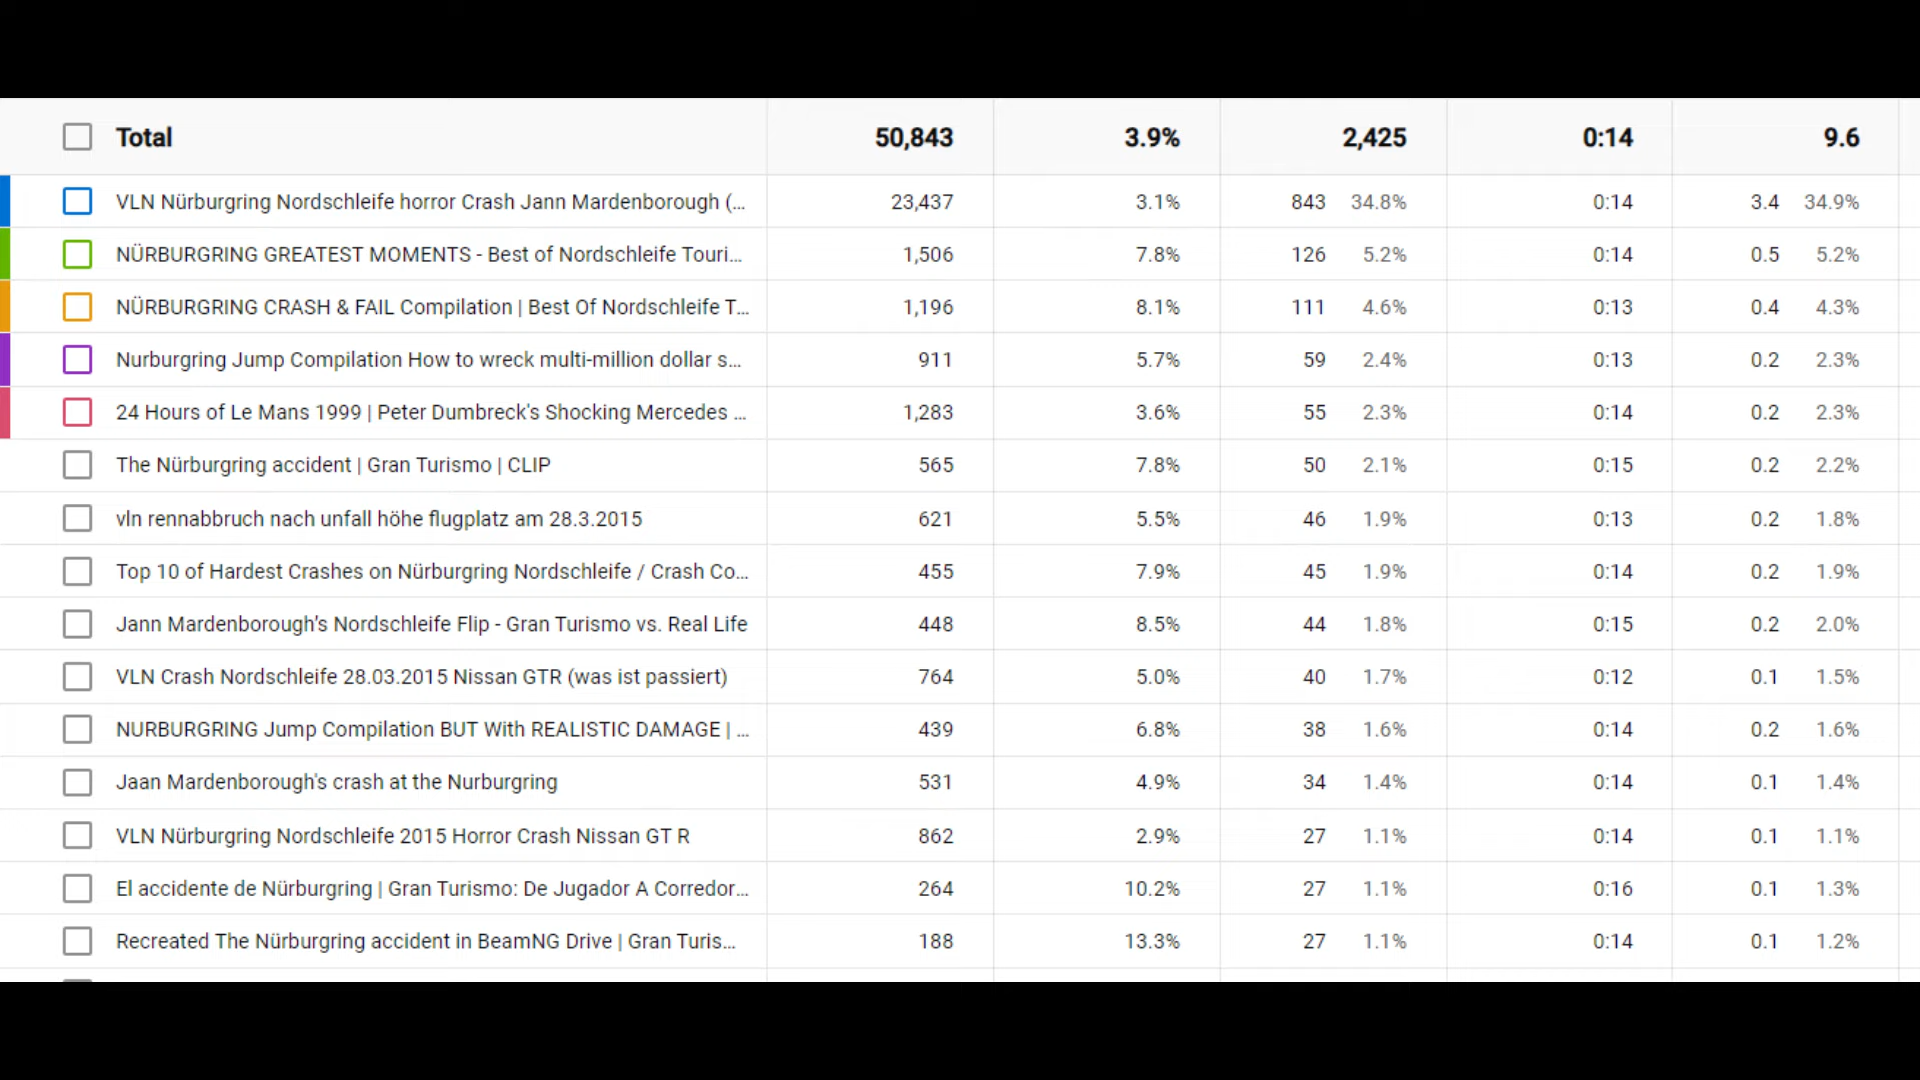 Total 50,843 3.9% 2,425 0:14 9.6
VLN Nürburgring Nordschleife horror Crash Jann Mardenborough (... 23,437 3.1% 843 34.8% 0:14 3.4 34.9%
NÜRBURGRING GREATEST MOMENTS - Best of Nordschleife Touri... 1,506 7.8% 126 5.2% 0:14 0.5 5.2%
NÜRBURGRING CRASH & FAIL Compilation | Best Of Nordschleife T... 1,196 8.1% 111 4.6% 0:13 0.4 4.3%
Nurburgring Jump Compilation How to wreck multi-million dollar s... 911 5.7% 59 2.4% 0:13 0.2 2.3%
24 Hours of Le Mans 1999 | Peter Dumbreck's Shocking Mercedes ... 1,283 3.6% 55 2.3% 0:14 0.2 2.3%
The Nürburgring accident | Gran Turismo | CLIP 565 7.8% 50 2.1% 0:15 0.2 2.2%
vln rennabbruch nach unfall höhe flugplatz am 28.3.2015 621 5.5% 46 1.9% 0:13 0.2 1.8%
Top 10 of Hardest Crashes on Nürburgring Nordschleife / Crash Co... 455 7.9% 45 1.9% 0:14 0.2 1.9%
Jann Mardenborough's Nordschleife Flip - Gran Turismo vs. Real Life 448 8.5% 44 1.8% 0:15 0.2 2.0%
VLN Crash Nordschleife 28.03.2015 Nissan GTR (was ist passiert) 764 5.0% 40 1.7% 0:12 0.1 1.5%
NURBURGRING Jump Compilation BUT With REALISTIC DAMAGE | ... 439 6.8% 38 1.6% 0:14 0.2 1.6%
Jaan Mardenborough's crash at the Nurburgring 531 4.9% 34 1.4% 0:14 0.1 1.4%
VLN Nürburgring Nordschleife 2015 Horror Crash Nissan GT R 862 2.9% 27 1.1% 0:14 0.1 1.1%
El accidente de Nürburgring | Gran Turismo: De Jugador A Corredor... 264 10.2% 27 1.1% 0:16 0.1 1.3%
Recreated The Nürburgring accident in BeamNG Drive | Gran Turis... 188 13.3% 27 1.1% 0:14 0.1 1.2%